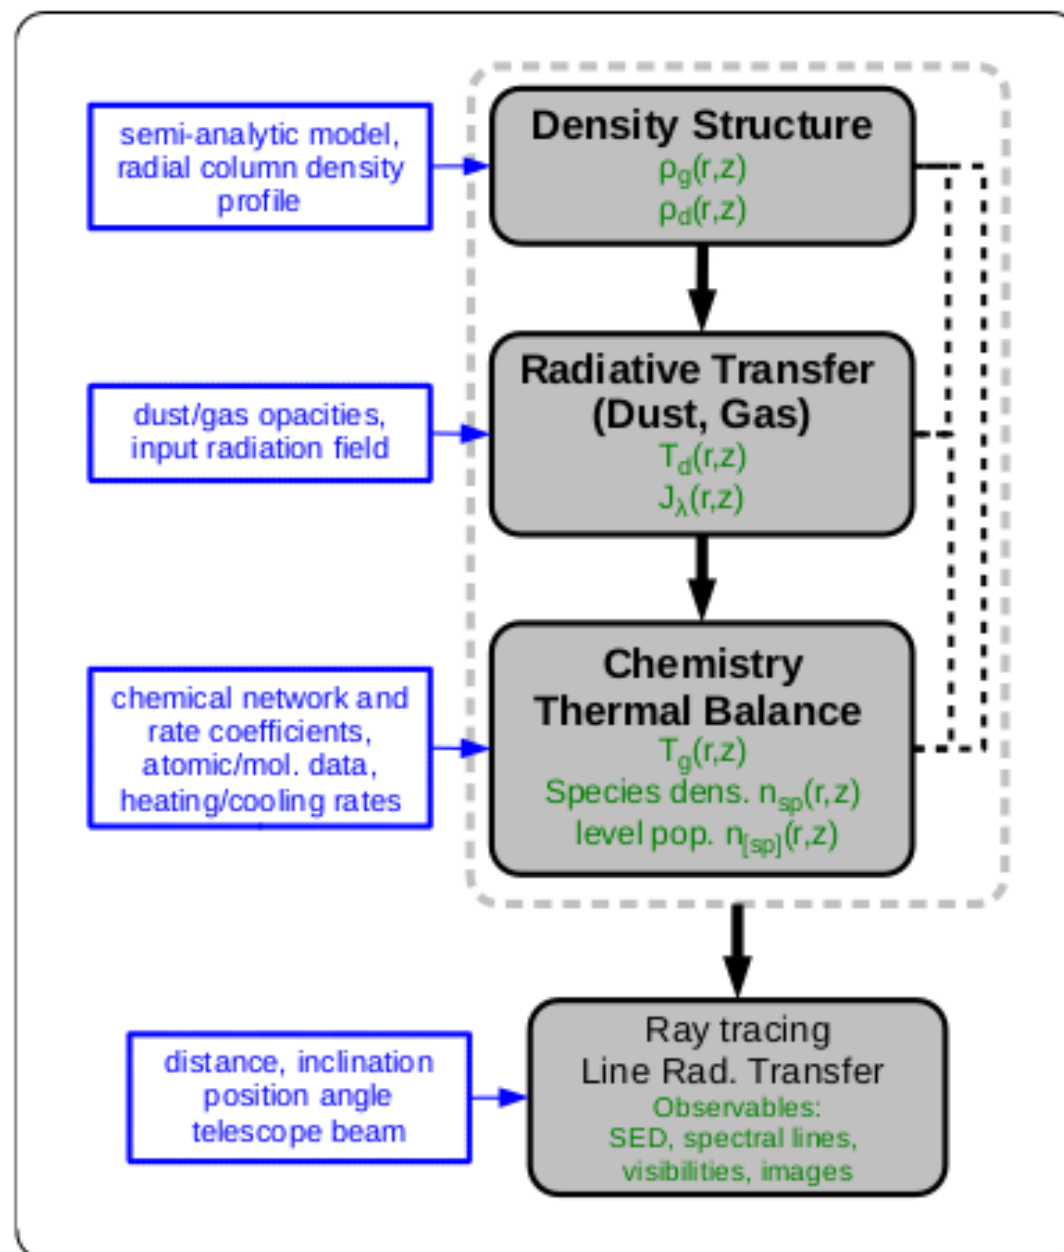 semi-analytic model,
radial column density
profile
Density Structure
ρg(r,z)
ρd(r,z)
dust/gas opacities,
input radiation field
Radiative Transfer
(Dust, Gas)
Td(r,z)
Jλ(r,z)
chemical network and
rate coefficients,
atomic/mol. data,
heating/cooling rates
Chemistry
Thermal Balance
Tg(r,z)
Species dens. nsp(r,z)
level pop. n[sp](r,z)
distance, inclination
position angle
telescope beam
Ray tracing
Line Rad. Transfer
Observables:
SED, spectral lines,
visibilities, images